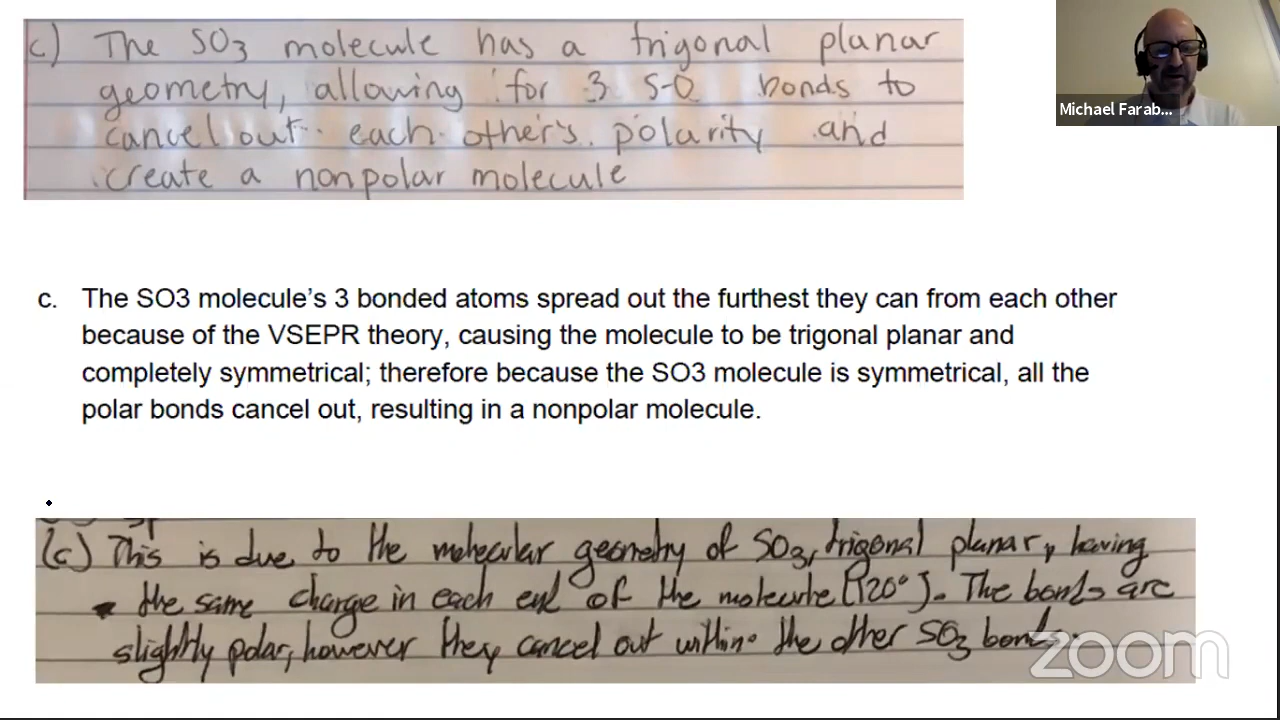 c) The SO3 molecule has a trigonal planar
geometry, allowing for 3 S-O bonds to
cancel out each other's polarity and
create a nonpolar molecule
Michael Farab...
c. The SO3 molecule's 3 bonded atoms spread out the furthest they can from each other
because of the VSEPR theory, causing the molecule to be trigonal planar and
completely symmetrical; therefore because the SO3 molecule is symmetrical, all the
polar bonds cancel out, resulting in a nonpolar molecule.
(c) This is due to the molecular geometry of SO3, trigonal planar, having
the same charge in each end of the molecule (120°). The bonds are
slightly polar, however they cancel out within the other SO3 bonds.
zoom